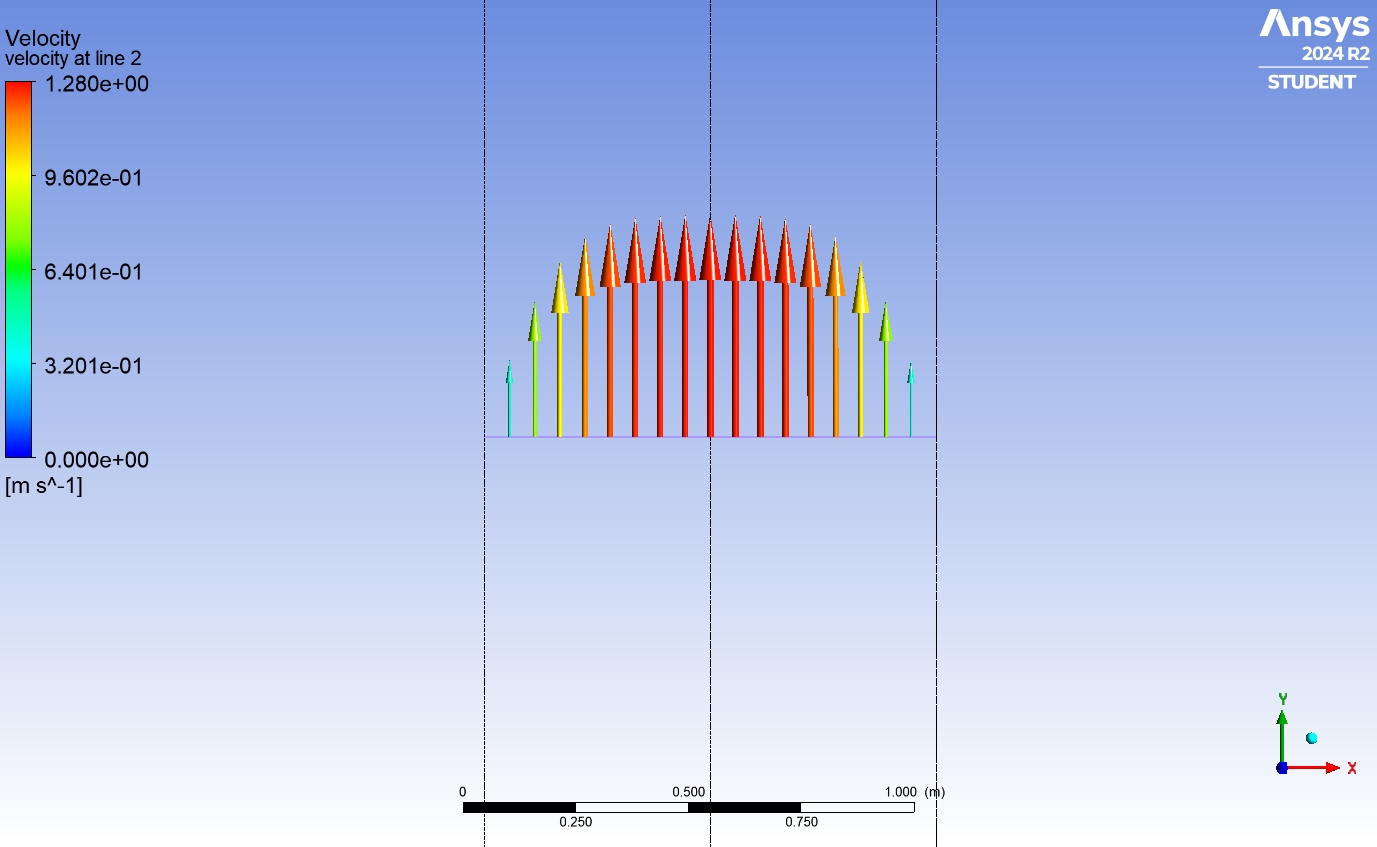 Velocity
velocity at line 2
1.280e+00
9.602e-01
6.401e-01
3.201e-01
0.000e+00
[m s^-1]
Ansys
2024 R2
STUDENT
Y
X
0 0.500 1.000 (m)
0.250 0.750